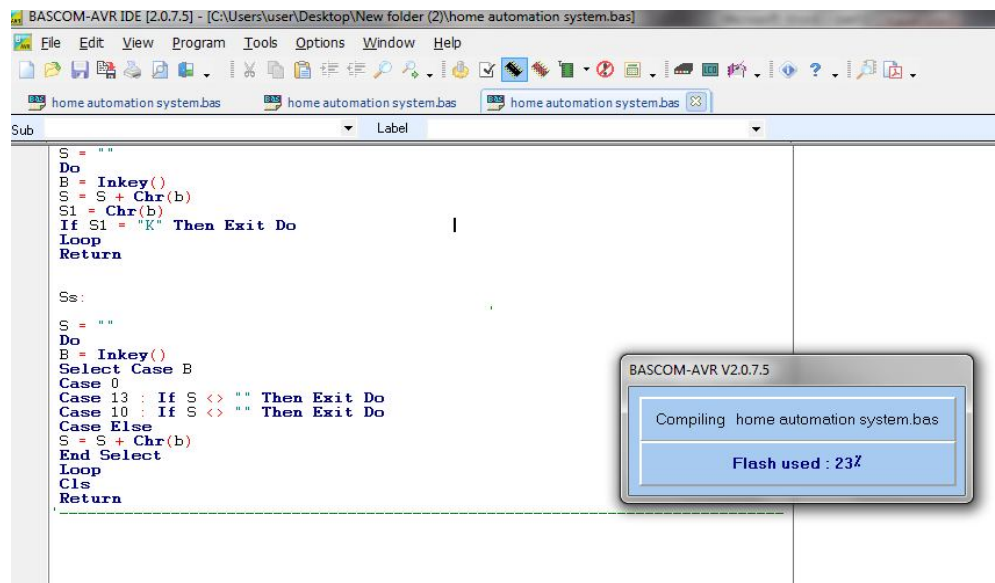 BASCOM-AVR IDE [2.0.7.5] - [C:\Users\user\Desktop\New folder (2)\home automation system.bas]
File Edit View Program Tools Options Window Help
home automation system.bas home automation system.bas home automation system.bas
Sub Label
S = ""
Do
B = Inkey()
S = S + Chr(b)
S1 = Chr(b)
If S1 = "K" Then Exit Do
Loop
Return
Ss:
'
S = ""
Do
B = Inkey()
Select Case B
Case 0
Case 13 : If S <> "" Then Exit Do
Case 10 : If S <> "" Then Exit Do
Case Else
S = S + Chr(b)
End Select
Loop
Cls
Return
'_______________________________________________________________
BASCOM-AVR V2.0.7.5
Compiling home automation system.bas
Flash used : 23%